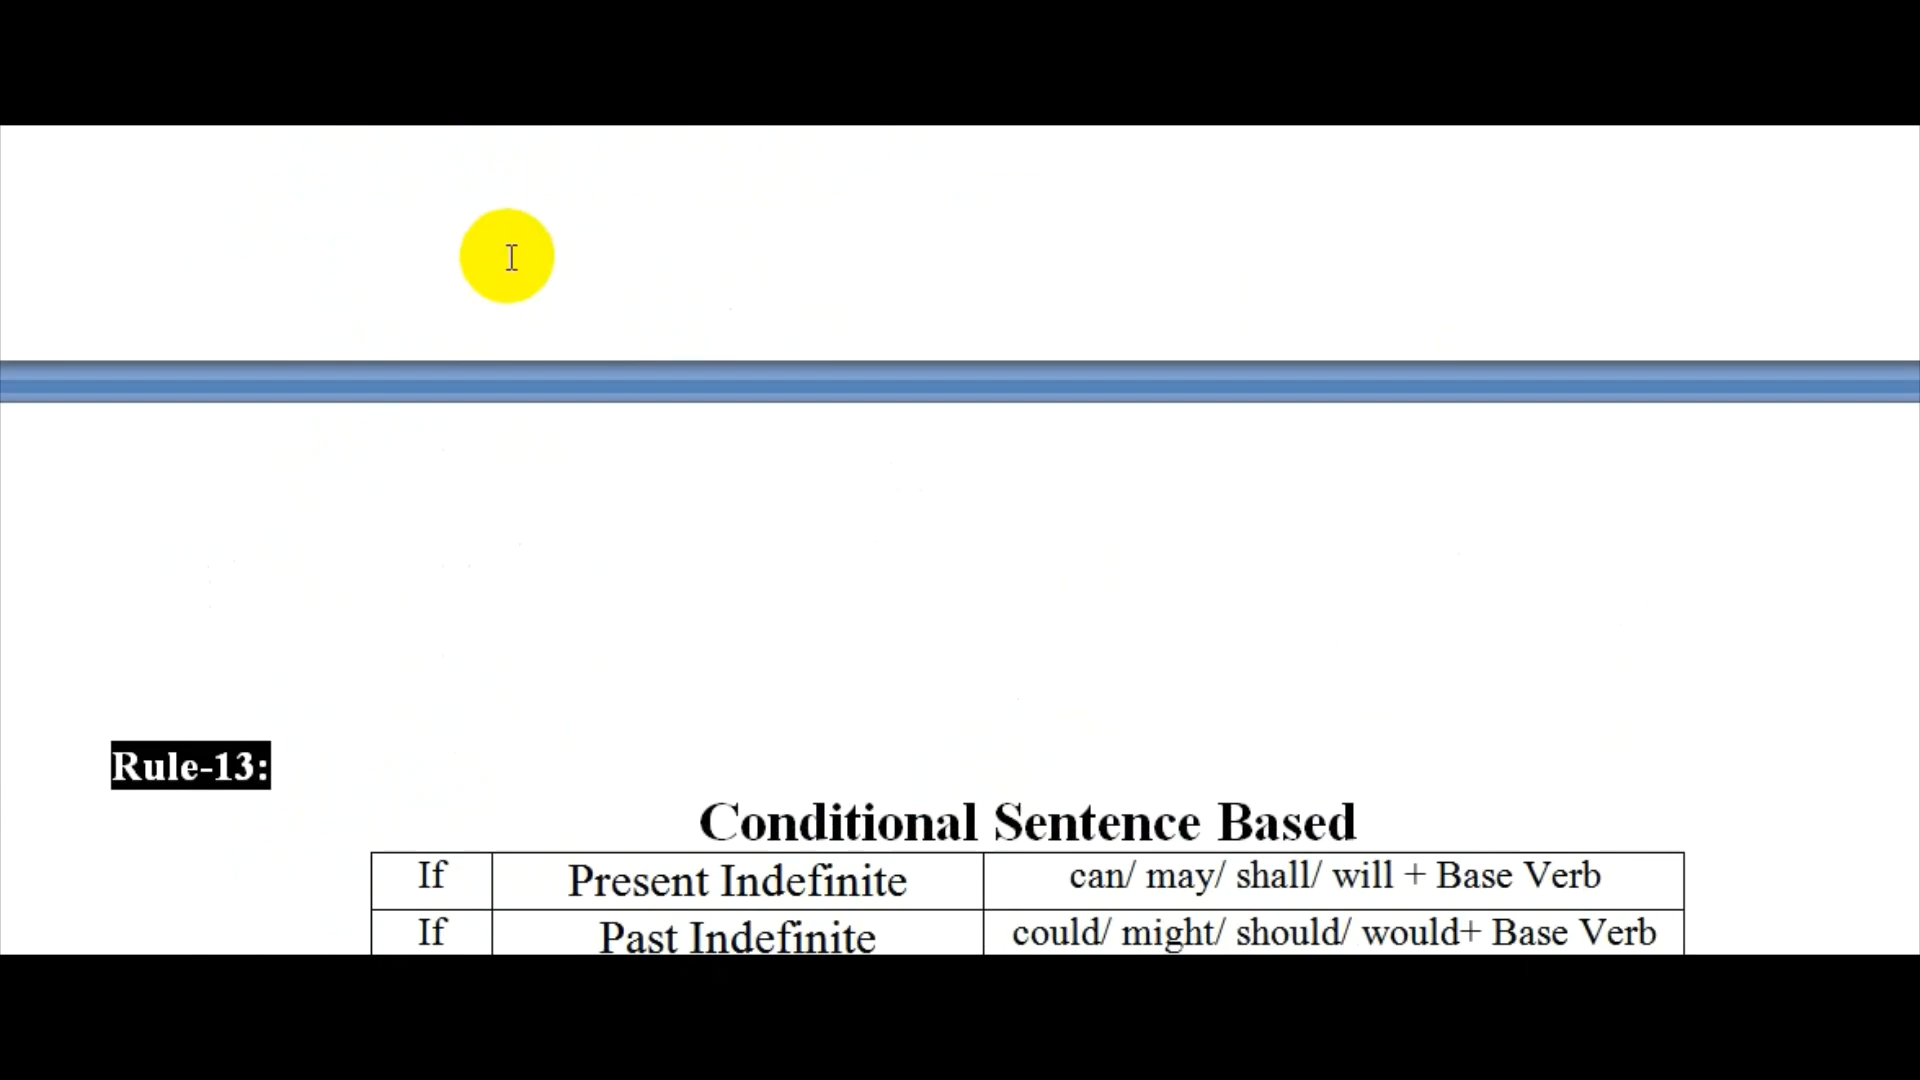 Rule-13:
Conditional Sentence Based
If Present Indefinite can/ may/ shall/ will + Base Verb
If Past Indefinite could/ might/ should/ would+ Base Verb